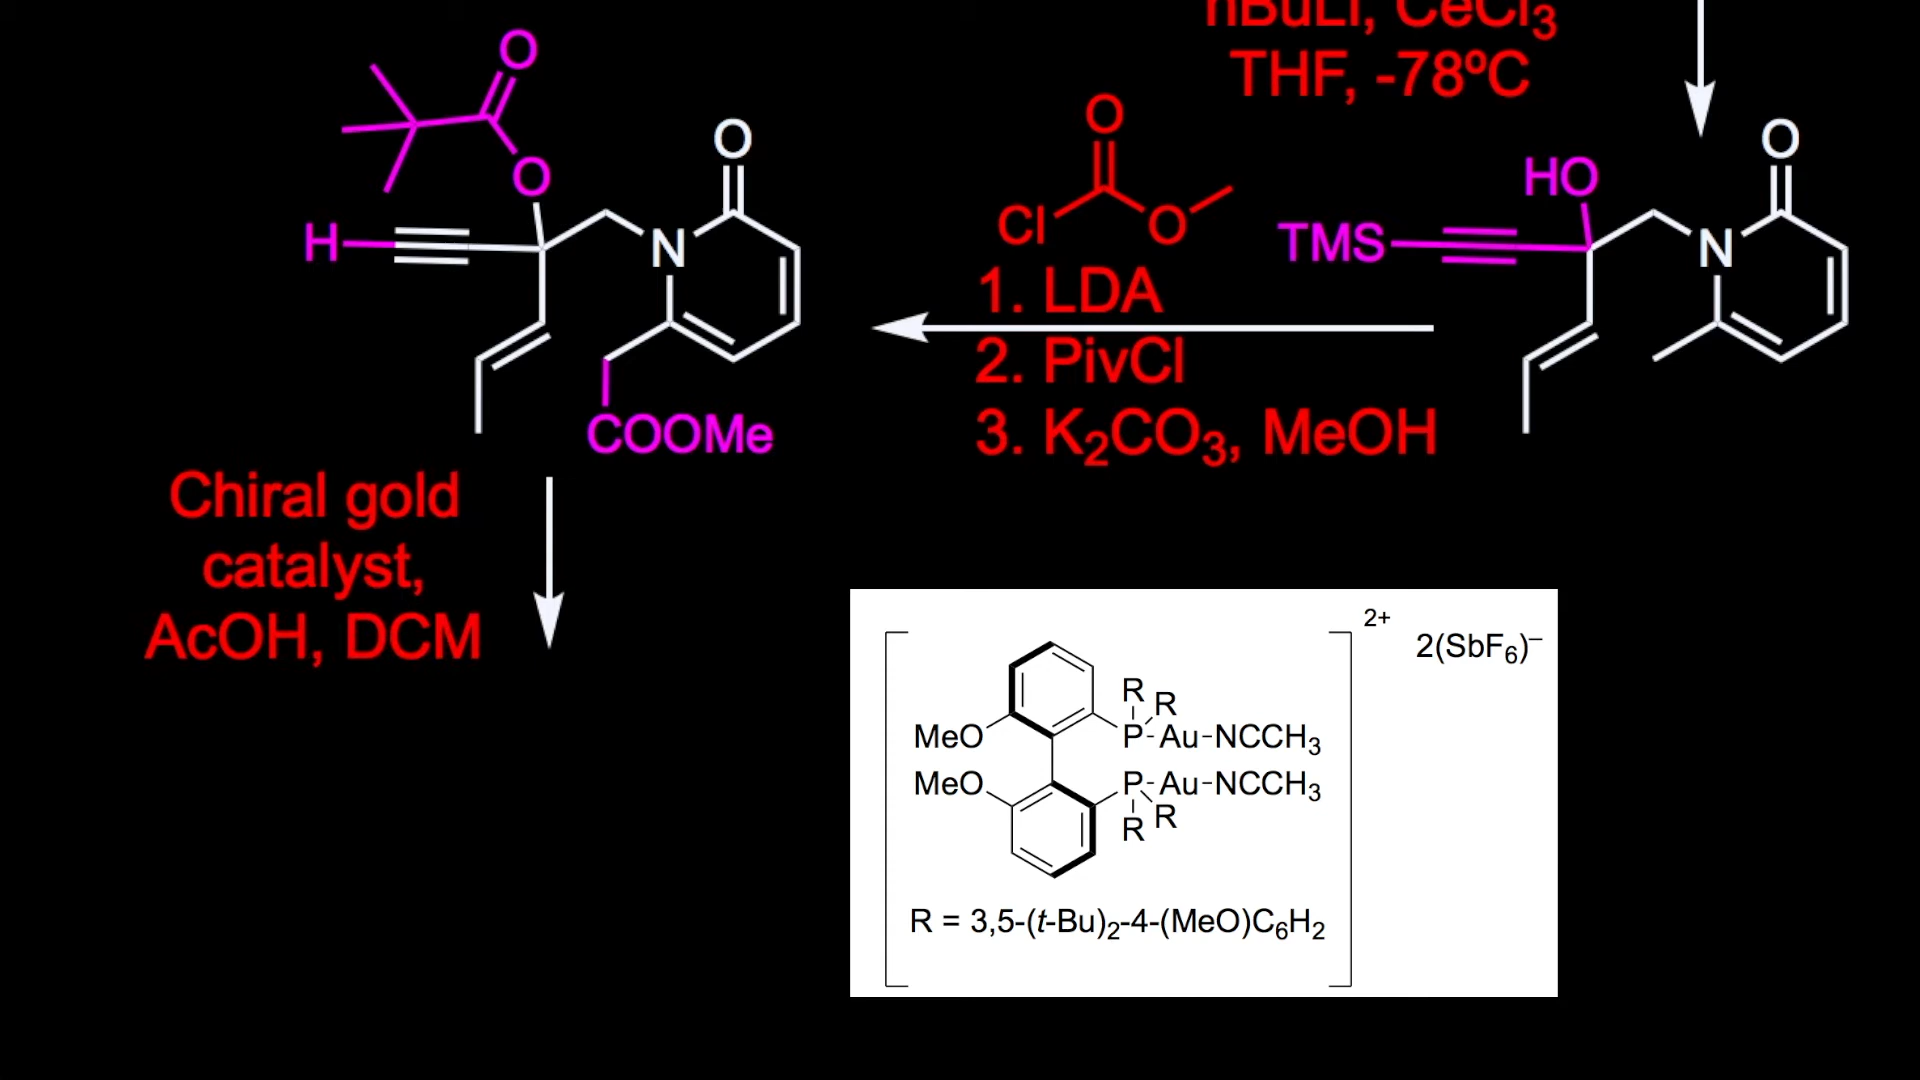 nBuLi, CeCl3
THF, -78ºC
O
O
H
N
O
COOMe
O
Cl
O
1. LDA
2. PivCl
3. K2CO3, MeOH
HO
O
TMS
N
Chiral gold
catalyst,
AcOH, DCM
2+
2(SbF6)–
R
R
MeO
P-Au-NCCH3
MeO
P-Au-NCCH3
R
R
R = 3,5-(t-Bu)2-4-(MeO)C6H2